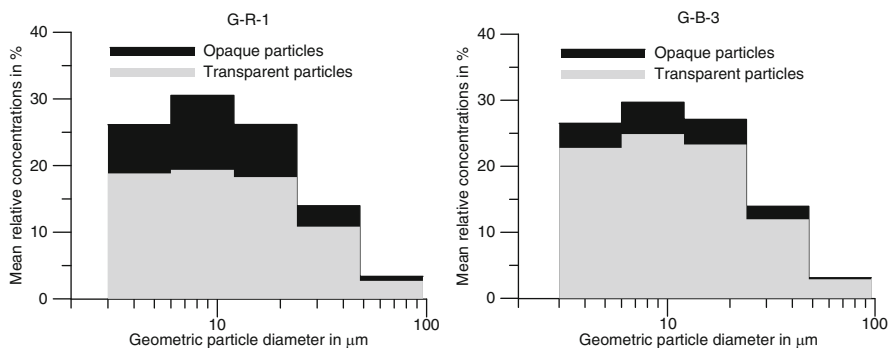 G-R-1
40
30
20
10
0
Mean relative concentrations in %
Opaque particles
Transparent particles
10
100
Geometric particle diameter in µm
G-B-3
40
30
20
10
0
Mean relative concentrations in %
Opaque particles
Transparent particles
10
100
Geometric particle diameter in µm